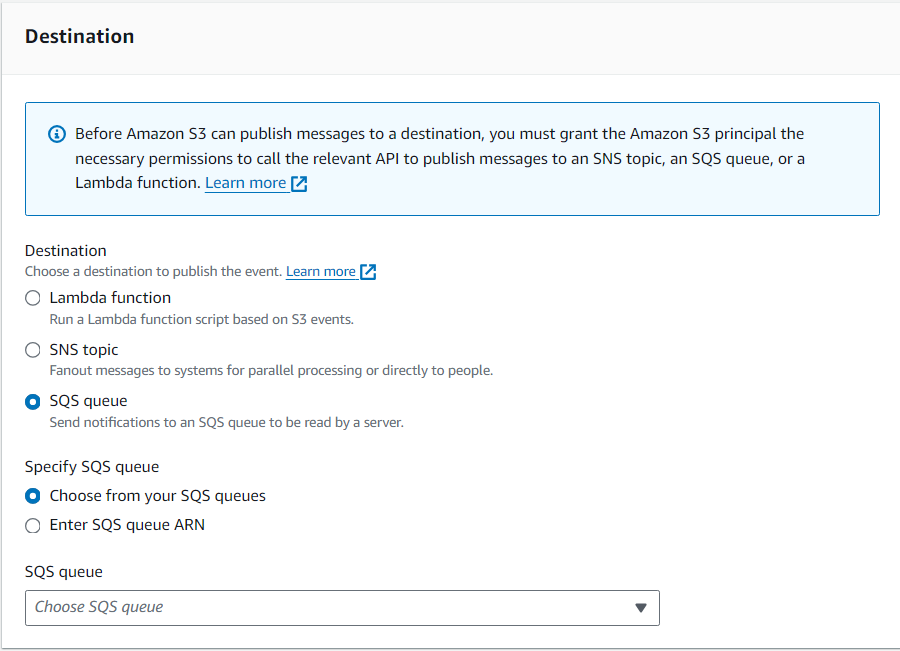 Destination
Before Amazon S3 can publish messages to a destination, you must grant the Amazon S3 principal the
necessary permissions to call the relevant API to publish messages to an SNS topic, an SQS queue, or a
Lambda function. Learn more
Destination
Choose a destination to publish the event. Learn more
Lambda function
Run a Lambda function script based on S3 events.
SNS topic
Fanout messages to systems for parallel processing or directly to people.
SQS queue
Send notifications to an SQS queue to be read by a server.
Specify SQS queue
Choose from your SQS queues
Enter SQS queue ARN
SQS queue
Choose SQS queue